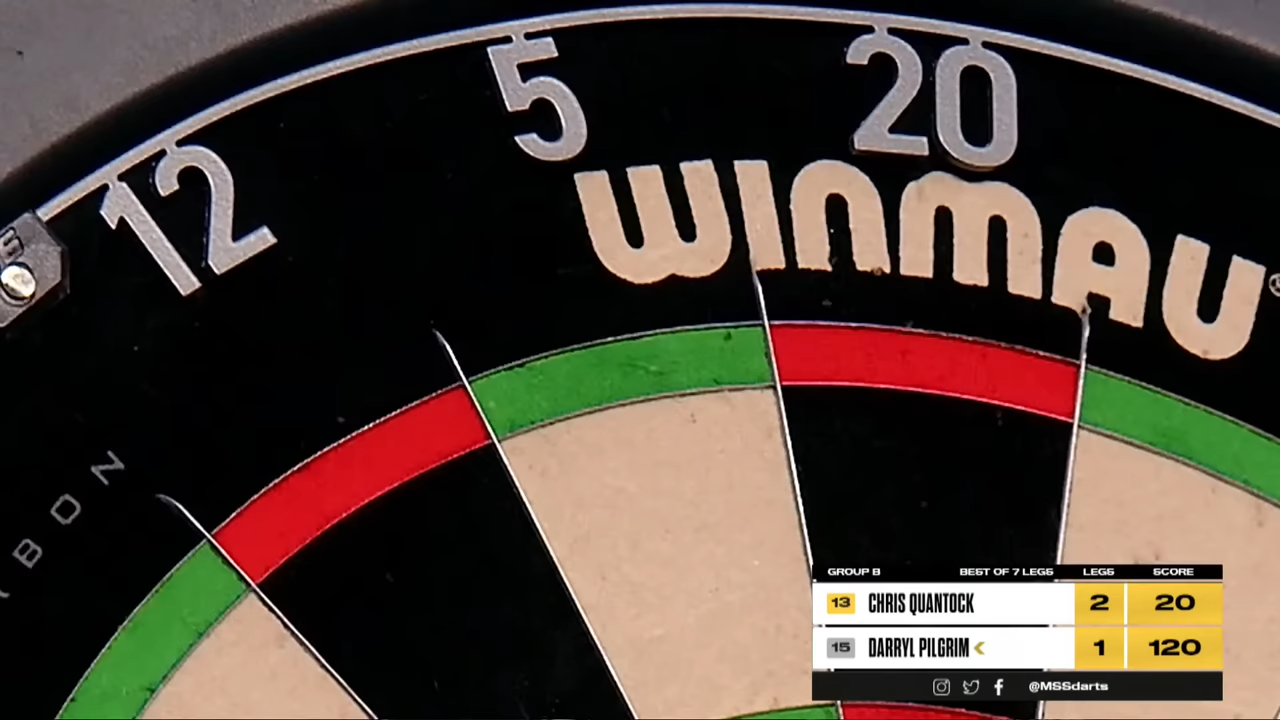 5
20
12
WINMAU
BON
GROUP B BEST OF 7 LEGS LEGS SCORE
13 CHRIS QUANTOCK 2 20
15 DARRYL PILGRIM 1 120
@MSSdarts